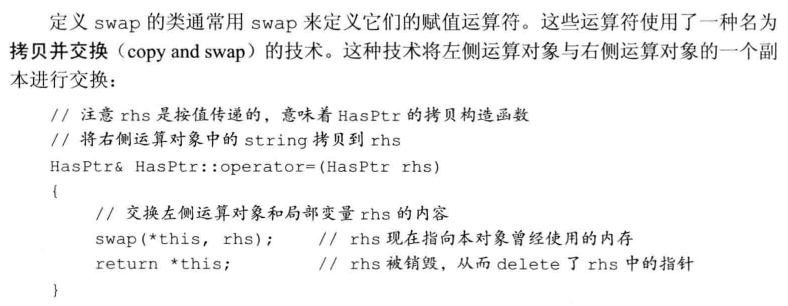 定义 swap 的类通常用 swap 来定义它们的赋值运算符。这些运算符使用了一种名为
拷贝并交换（copy and swap）的技术。这种技术将左侧运算对象与右侧运算对象的一个副
本进行交换：
// 注意 rhs 是按值传递的，意味着 HasPtr 的拷贝构造函数
// 将右侧运算对象中的 string 拷贝到 rhs
HasPtr& HasPtr::operator=(HasPtr rhs)
{
// 交换左侧运算对象和局部变量 rhs 的内容
swap(*this, rhs); // rhs 现在指向本对象曾经使用的内存
return *this; // rhs 被销毁，从而 delete 了 rhs 中的指针
}